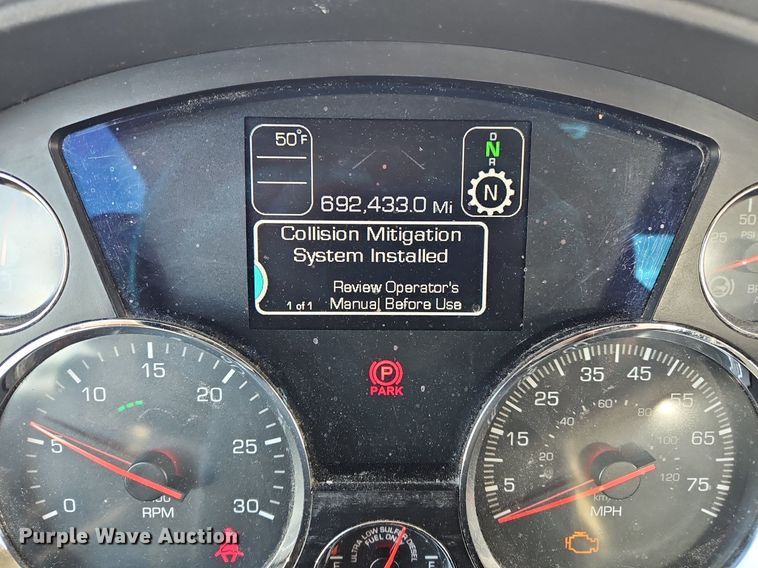 50°F
D
N
R
692,433.0 Mi
N
Collision Mitigation
System Installed
Review Operator's
1 of 1 Manual Before Use
P
PARK
0 5 10 15 20 25 30
RPM
5 15 25 35 45 55 65 75
20 40 60 80 100 120
km/h
MPH
50
25
PSI
ULTRA LOW SULFUR DIESEL
FUEL ONLY
E F
Purple Wave Auction